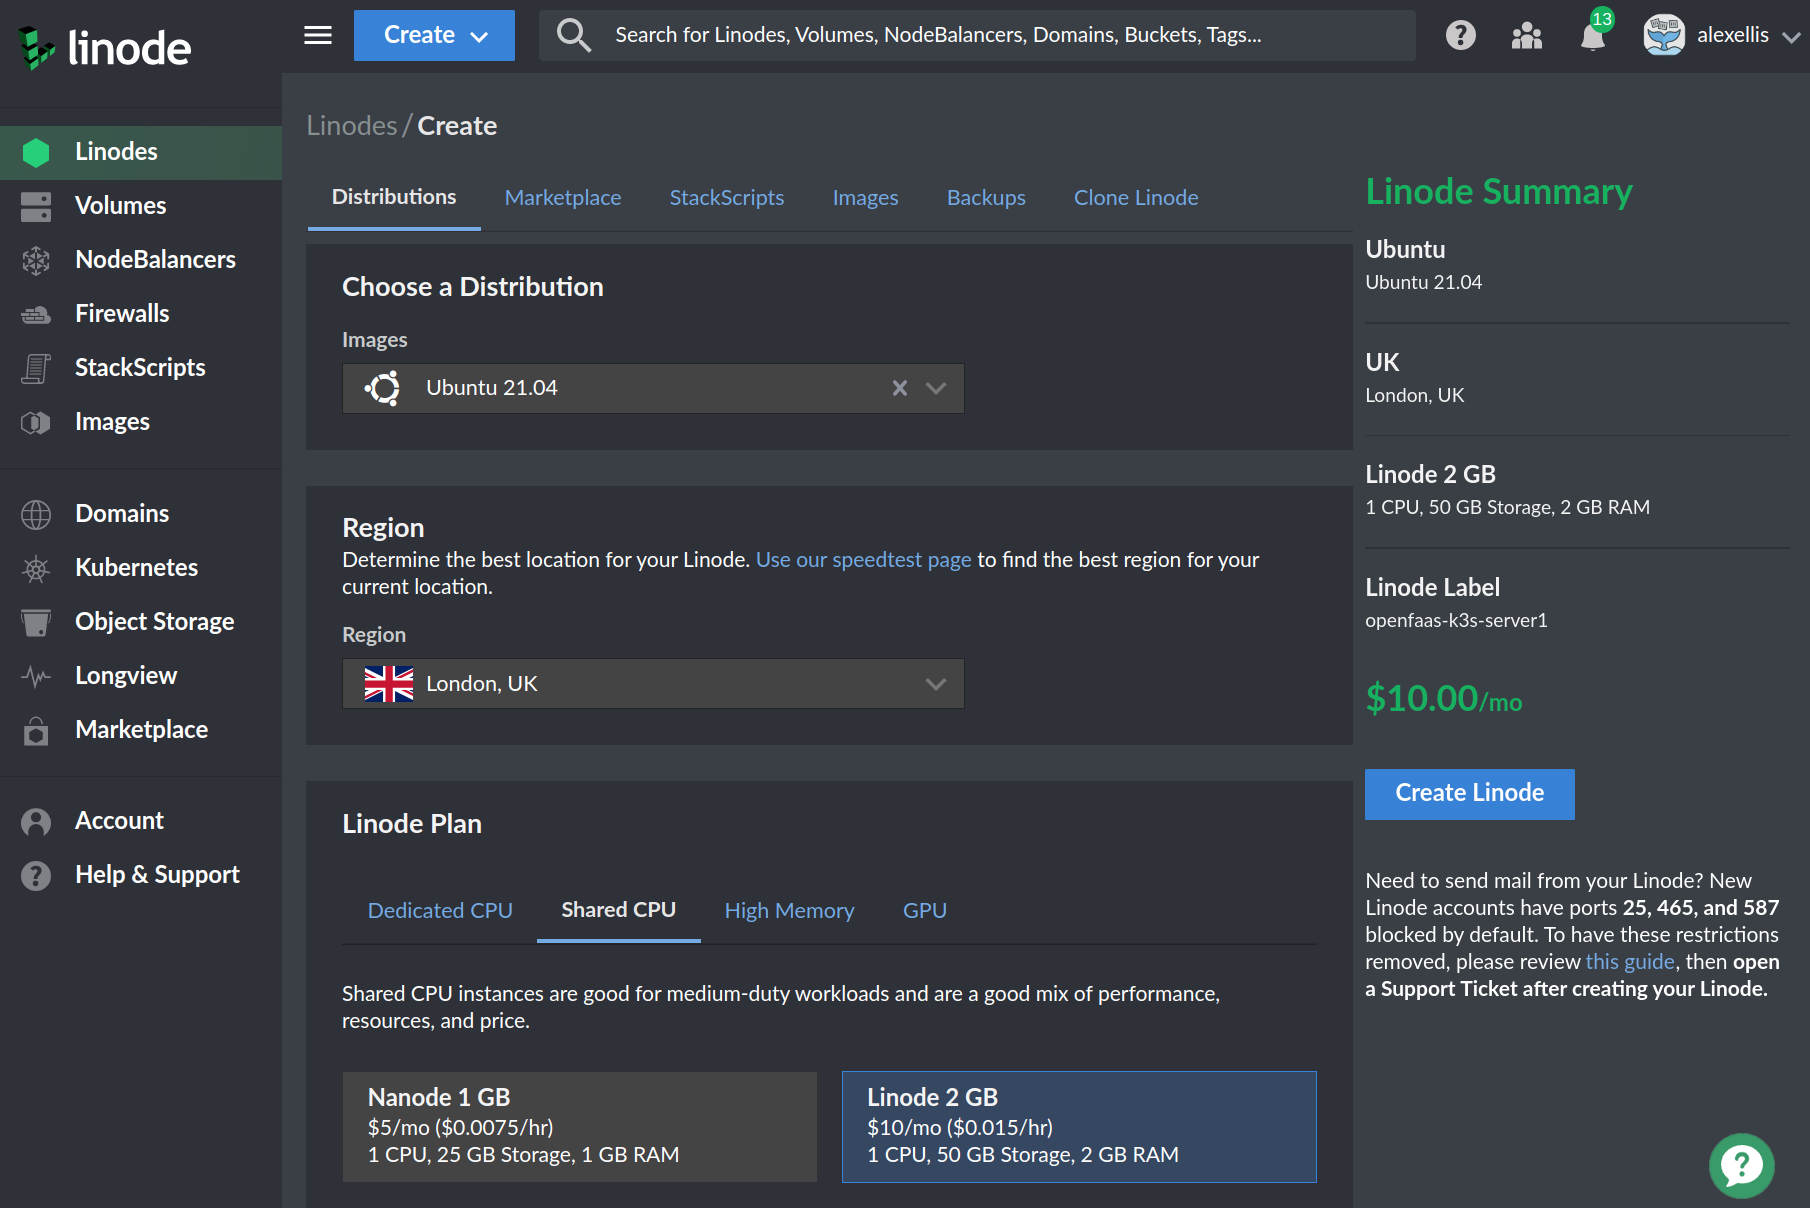 linode
Create
Search for Linodes, Volumes, NodeBalancers, Domains, Buckets, Tags...
13
alexellis
Linodes
Volumes
NodeBalancers
Firewalls
StackScripts
Images
Domains
Kubernetes
Object Storage
Longview
Marketplace
Account
Help & Support
Linodes / Create
Distributions
Marketplace
StackScripts
Images
Backups
Clone Linode
Choose a Distribution
Images
Ubuntu 21.04
Region
Determine the best location for your Linode. Use our speedtest page to find the best region for your
current location.
Region
London, UK
Linode Plan
Dedicated CPU
Shared CPU
High Memory
GPU
Shared CPU instances are good for medium-duty workloads and are a good mix of performance,
resources, and price.
Nanode 1 GB
$5/mo ($0.0075/hr)
1 CPU, 25 GB Storage, 1 GB RAM
Linode 2 GB
$10/mo ($0.015/hr)
1 CPU, 50 GB Storage, 2 GB RAM
Linode Summary
Ubuntu
Ubuntu 21.04
UK
London, UK
Linode 2 GB
1 CPU, 50 GB Storage, 2 GB RAM
Linode Label
openfaas-k3s-server1
$10.00/mo
Create Linode
Need to send mail from your Linode? New
Linode accounts have ports 25, 465, and 587
blocked by default. To have these restrictions
removed, please review this guide, then open
a Support Ticket after creating your Linode.